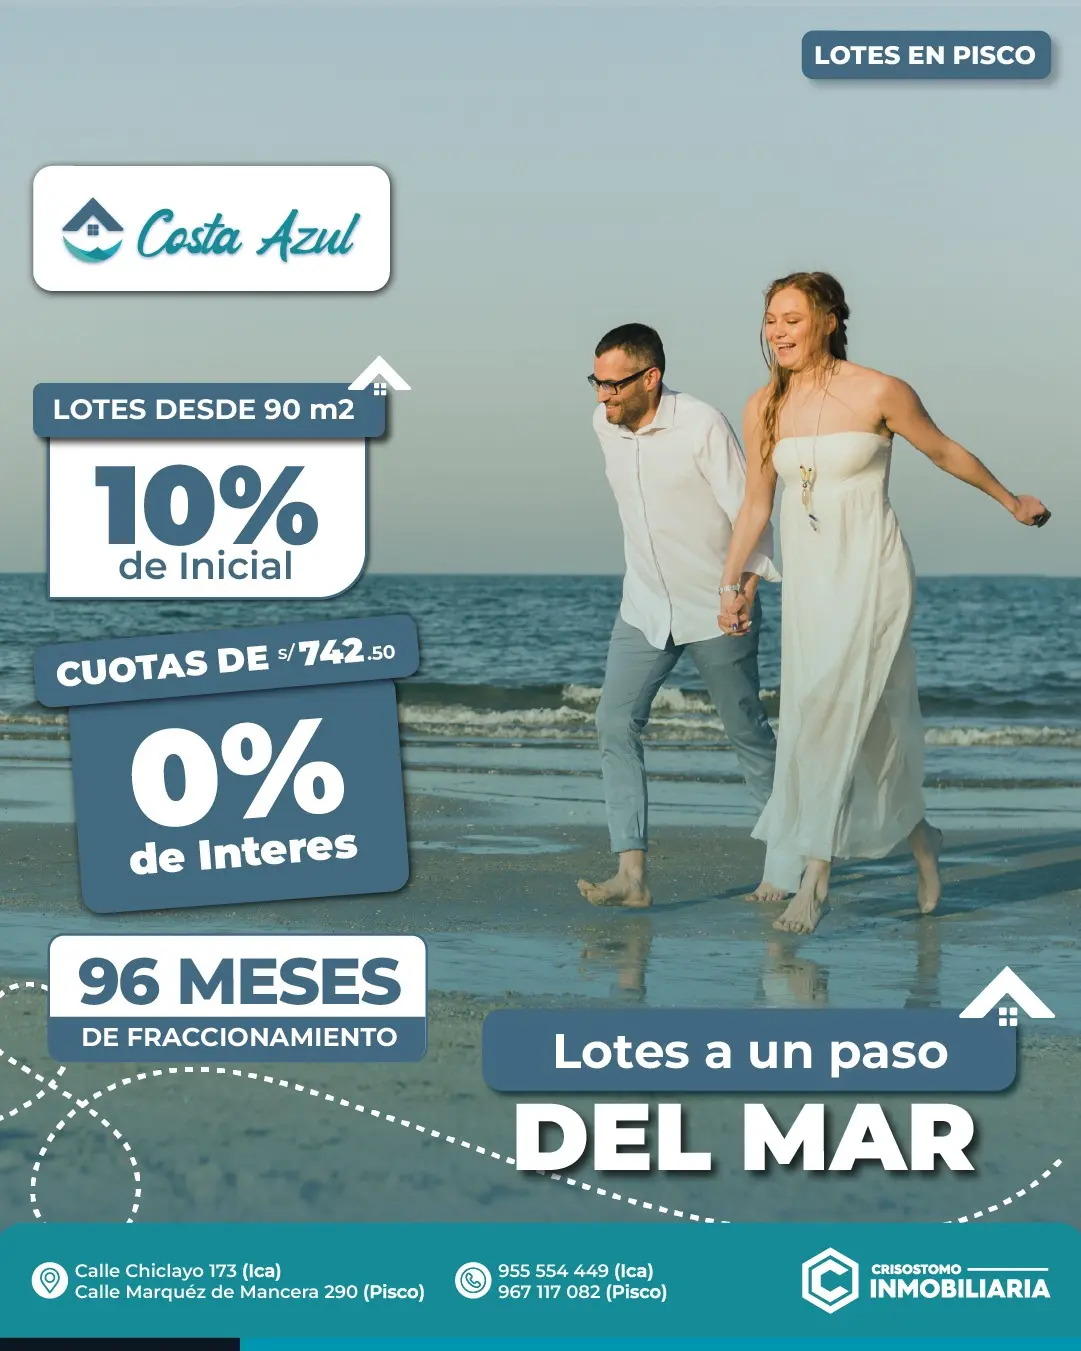 LOTES EN PISCO
Costa Azul
LOTES DESDE 90 m2
10%
de Inicial
CUOTAS DE S/ 742.50
0%
de Interes
96 MESES
DE FRACCIONAMIENTO
Lotes a un paso
DEL MAR
Calle Chiclayo 173 (Ica)
Calle Marquéz de Mancera 290 (Pisco)
955 554 449 (Ica)
967 117 082 (Pisco)
CRISOSTOMO
INMOBILIARIA